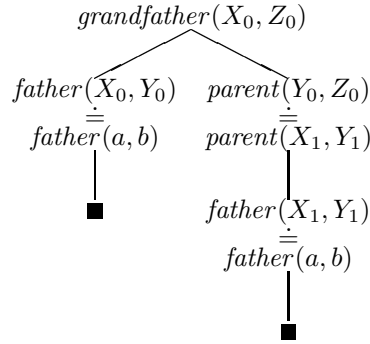 grandfather(X₀, Z₀)
father(X₀, Y₀) parent(Y₀, Z₀)
≐ ≐
father(a, b) parent(X₁, Y₁)
father(X₁, Y₁)
≐
father(a, b)